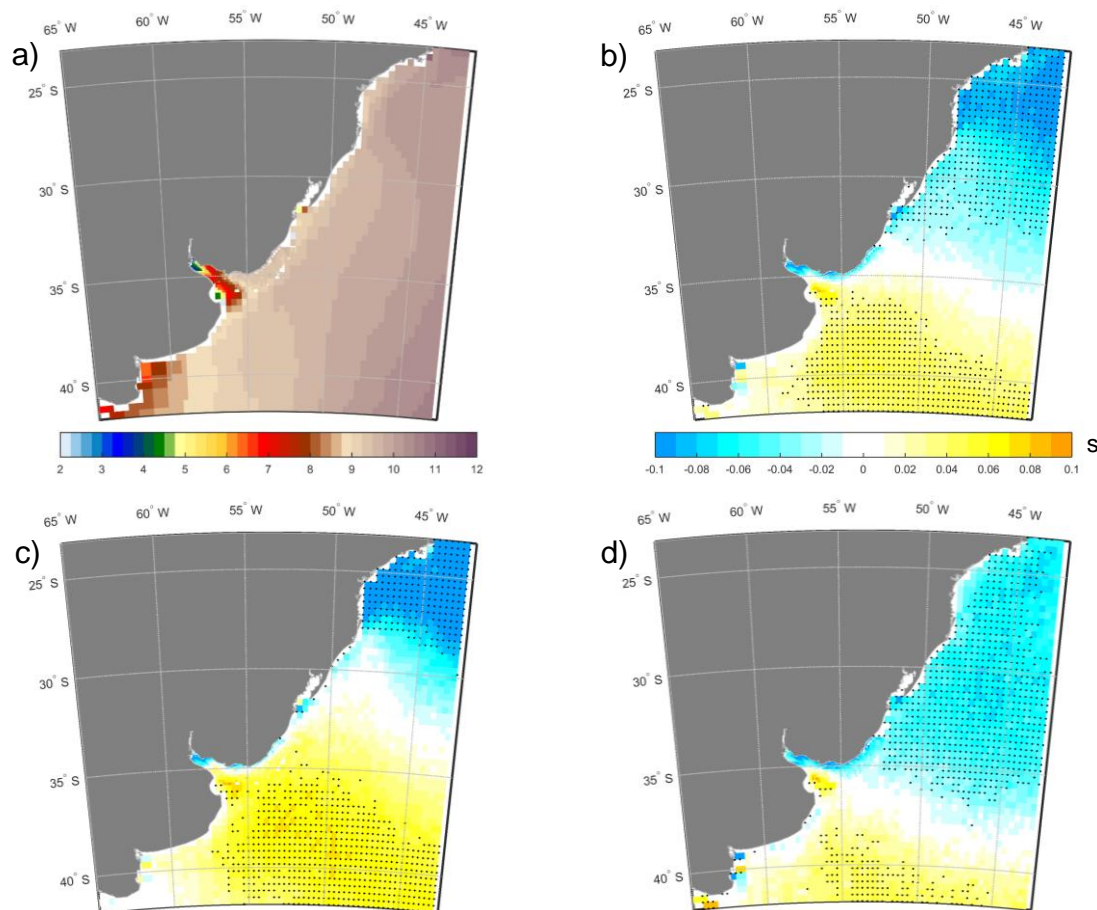 65° W 60° W 55° W 50° W 45° W
a)
25° S
30° S
35° S
40° S
2 3 4 5 6 7 8 9 10 11 12
65° W 60° W 55° W 50° W 45° W
b)
25° S
30° S
35° S
40° S
-0.1 -0.08 -0.06 -0.04 -0.02 0 0.02 0.04 0.06 0.08 0.1
s
65° W 60° W 55° W 50° W 45° W
c)
25° S
30° S
35° S
40° S
65° W 60° W 55° W 50° W 45° W
d)
25° S
30° S
35° S
40° S